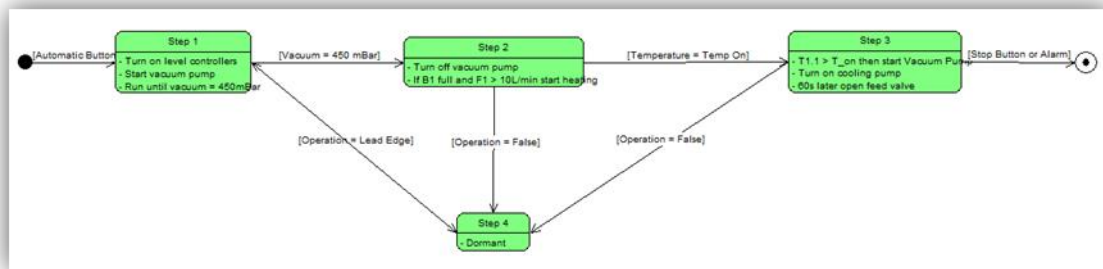 Step 1
Step 2
Step 3
[Automatic Button
[Vacuum = 450 mBar]
[Temperature = Temp On]
[Stop Button or Alarm]
- Turn on level controllers
- Start vacuum pump
- Run until vacuum = 450mBar
- Turn off vacuum pump
- If B1 full and F1 > 10L/min start heating
- T1.1 > T_on then start Vacuum Pump
- Turn on cooling pump
- 60s later open feed valve
[Operation = Lead Edge]
[Operation = False]
[Operation = False]
Step 4
- Dormant